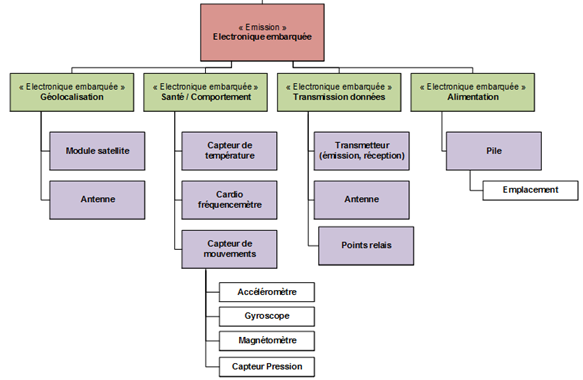 « Emission »
Electronique embarquée
« Electronique embarquée »
Géolocalisation
« Electronique embarquée »
Santé / Comportement
« Electronique embarquée »
Transmission données
« Electronique embarquée »
Alimentation
Module satellite
Antenne
Capteur de
température
Cardio
fréquencemètre
Capteur de
mouvements
Accéléromètre
Gyroscope
Magnétomètre
Capteur Pression
Transmetteur
(émission, réception)
Antenne
Points relais
Pile
Emplacement